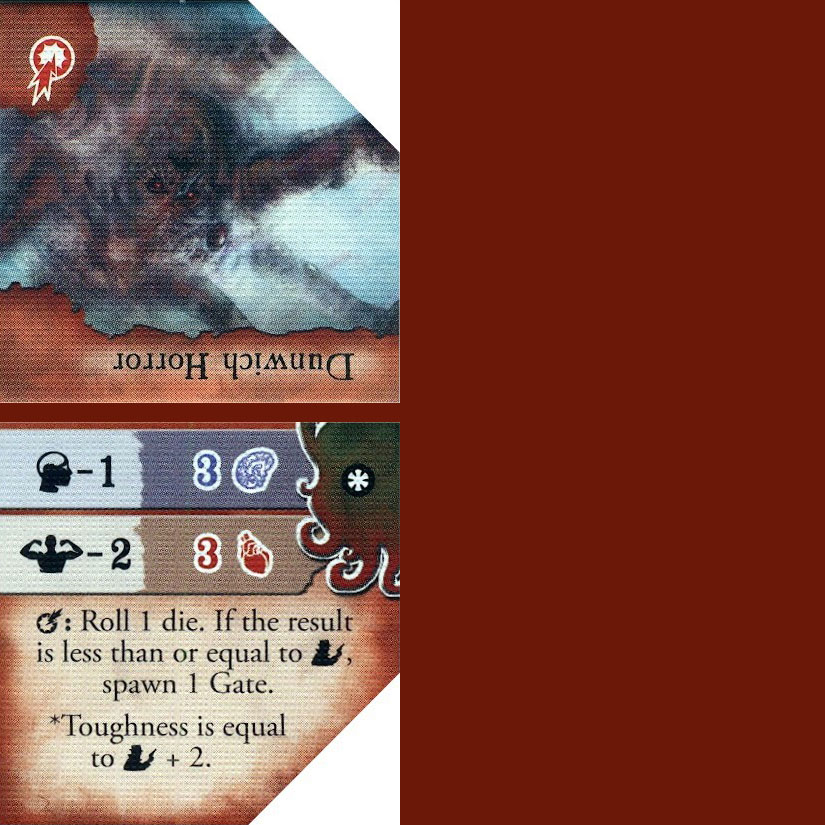 Dunwich Horror
-1 3
*
-2 3
: Roll 1 die. If the result
is less than or equal to ,
spawn 1 Gate.
*Toughness is equal
to + 2.